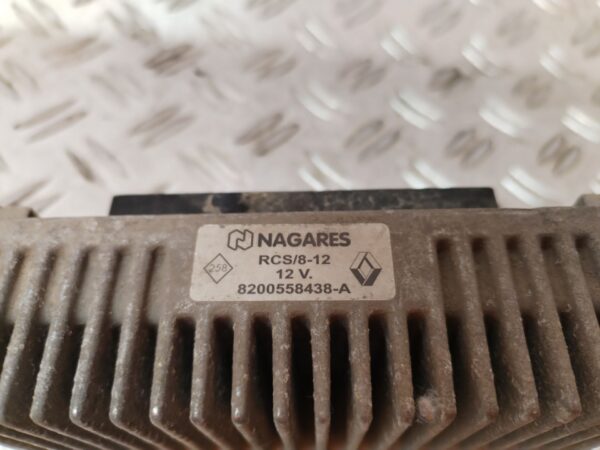 NAGARES
RCS/8-12
258
12 V.
8200558438-A